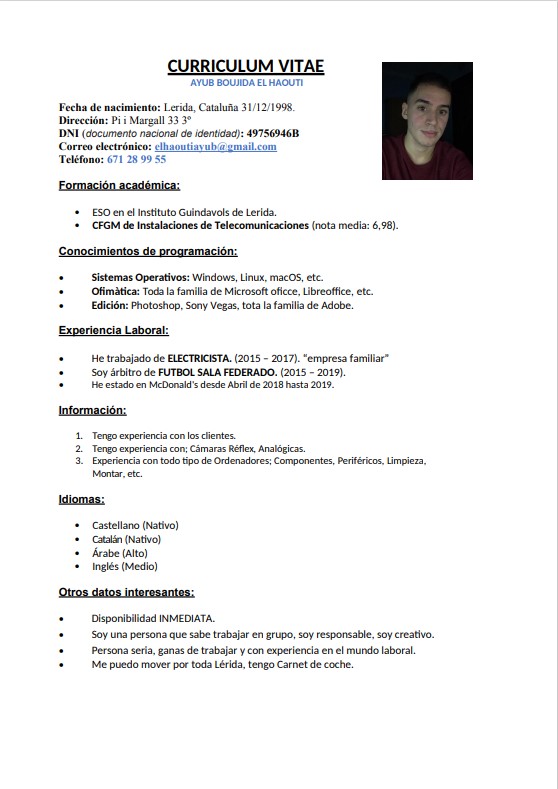 CURRICULUM VITAE
AYUB BOUJIDA EL HAOUTI
Fecha de nacimiento: Lerida, Cataluña 31/12/1998.
Dirección: Pi i Margall 33 3º
DNI (documento nacional de identidad): 49756946B
Correo electrónico: elhaoutiayub@gmail.com
Teléfono: 671 28 99 55
Formación académica:
• ESO en el Instituto Guindavols de Lerida.
• CFGM de Instalaciones de Telecomunicaciones (nota media: 6,98).
Conocimientos de programación:
• Sistemas Operativos: Windows, Linux, macOS, etc.
• Ofimàtica: Toda la familia de Microsoft oficce, Libreoffice, etc.
• Edición: Photoshop, Sony Vegas, tota la familia de Adobe.
Experiencia Laboral:
• He trabajado de ELECTRICISTA. (2015 – 2017). “empresa familiar”
• Soy árbitro de FUTBOL SALA FEDERADO. (2015 – 2019).
• He estado en McDonald's desde Abril de 2018 hasta 2019.
Información:
1. Tengo experiencia con los clientes.
2. Tengo experiencia con; Cámaras Réflex, Analógicas.
3. Experiencia con todo tipo de Ordenadores; Componentes, Periféricos, Limpieza,
Montar, etc.
Idiomas:
• Castellano (Nativo)
• Catalán (Nativo)
• Árabe (Alto)
• Inglés (Medio)
Otros datos interesantes:
• Disponibilidad INMEDIATA.
• Soy una persona que sabe trabajar en grupo, soy responsable, soy creativo.
• Persona seria, ganas de trabajar y con experiencia en el mundo laboral.
• Me puedo mover por toda Lérida, tengo Carnet de coche.